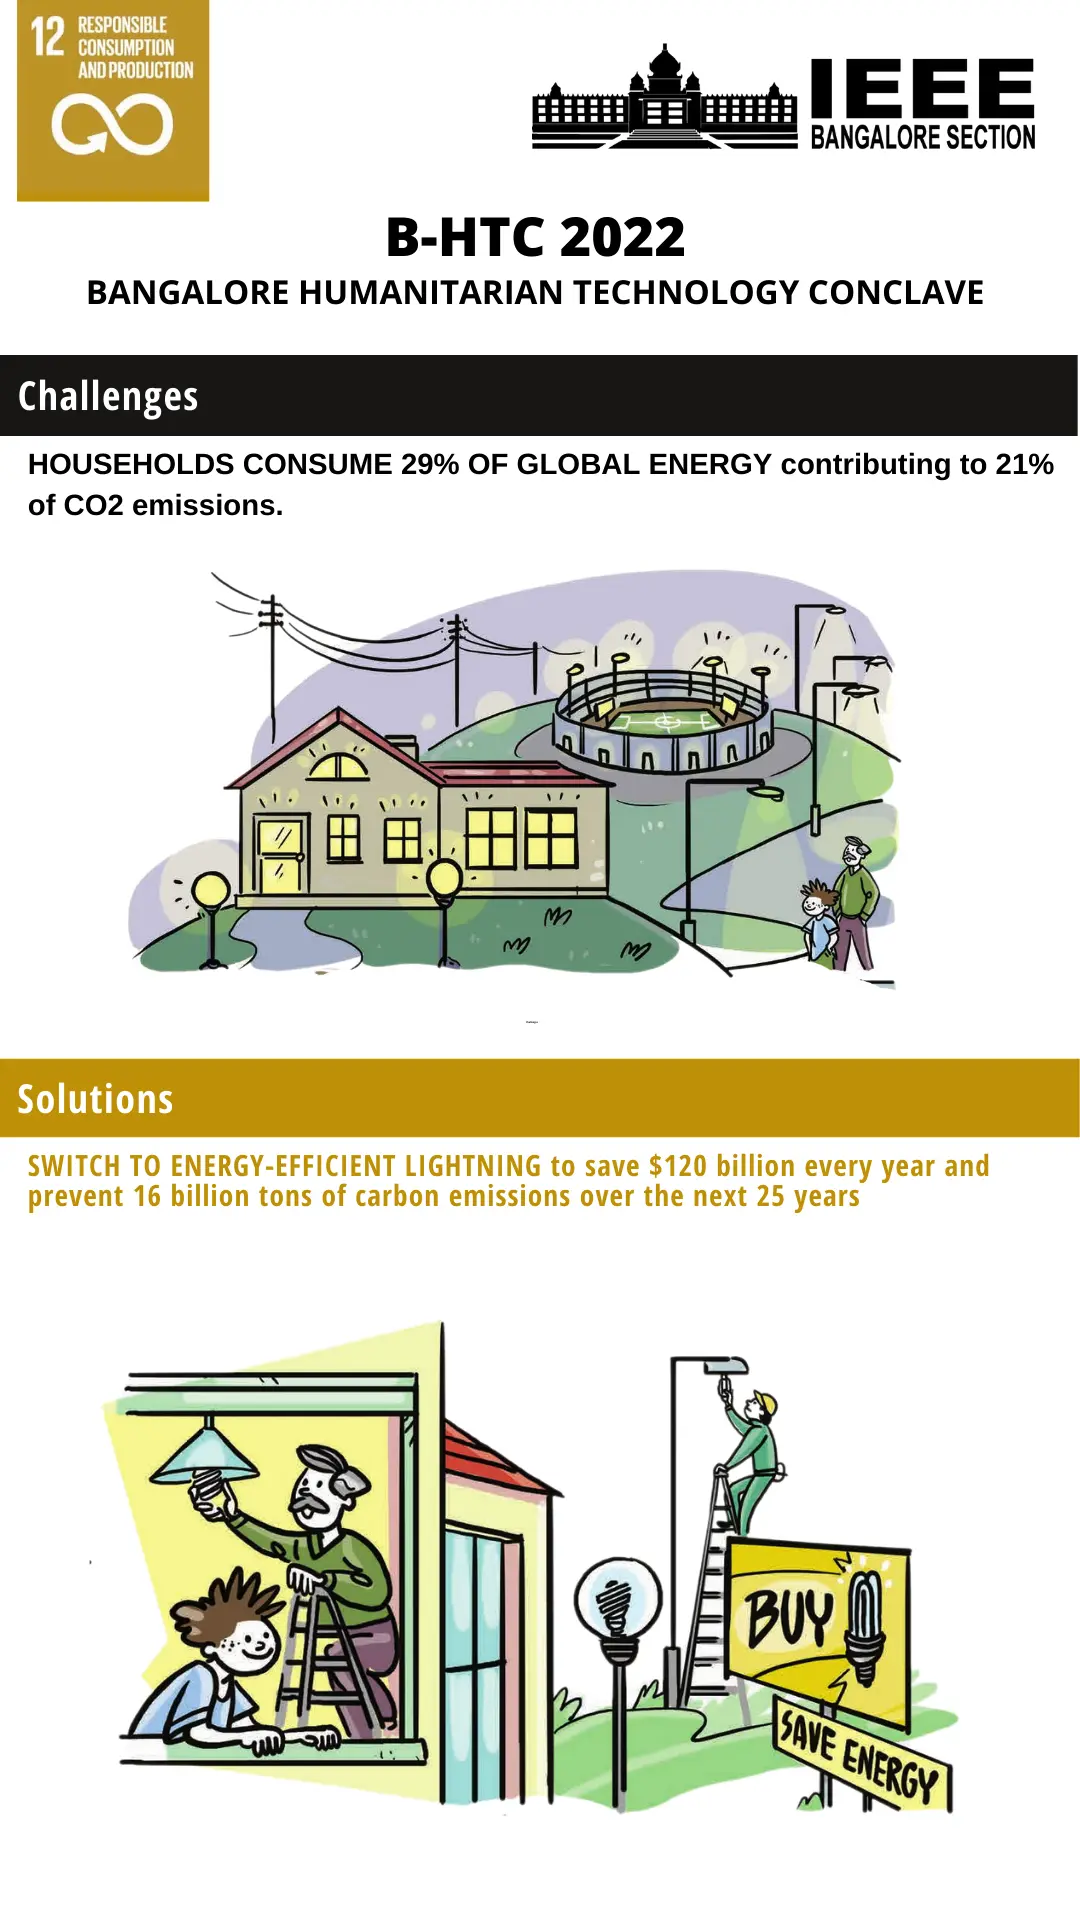 12 RESPONSIBLE
CONSUMPTION
AND PRODUCTION
IEEE
BANGALORE SECTION
B-HTC 2022
BANGALORE HUMANITARIAN TECHNOLOGY CONCLAVE
Challenges
HOUSEHOLDS CONSUME 29% OF GLOBAL ENERGY contributing to 21%
of CO2 emissions.
Solutions
SWITCH TO ENERGY-EFFICIENT LIGHTNING to save $120 billion every year and
prevent 16 billion tons of carbon emissions over the next 25 years
BUY
SAVE ENERGY